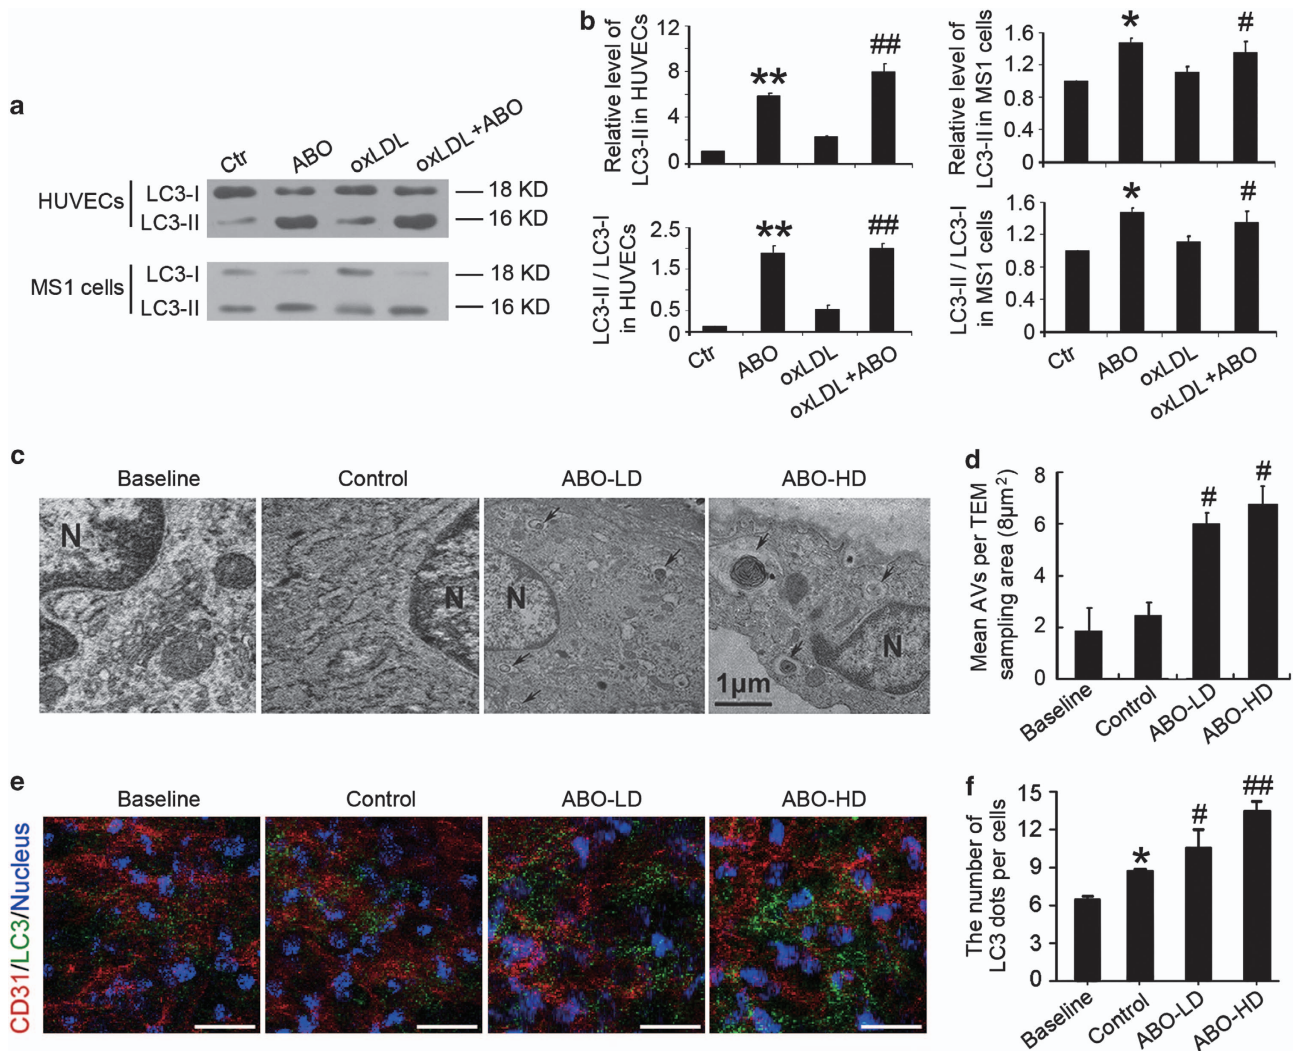 a
Ctr ABO oxLDL oxLDL+ABO
HUVECs
LC3-I
18 KD
LC3-II
16 KD
MS1 cells
LC3-I
18 KD
LC3-II
16 KD
b
Relative level of
LC3-II in HUVECs
12
8
4
0
**
##
Relative level of
LC3-II in MS1 cells
1.6
1.2
0.8
0.4
0
*
#
LC3-II / LC3-I
in HUVECs
2.5
2
1.5
1
0.5
0
**
##
Ctr ABO oxLDL oxLDL+ABO
LC3-II / LC3-I
in MS1 cells
1.6
1.2
0.8
0.4
0
*
#
Ctr ABO oxLDL oxLDL+ABO
c
Baseline Control ABO-LD ABO-HD
N N N N
1μm
d
Mean AVs per TEM
sampling area (8μm²)
8
6
4
2
0
#
#
Baseline Control ABO-LD ABO-HD
e
Baseline Control ABO-LD ABO-HD
CD31/LC3/Nucleus
f
The number of
LC3 dots per cells
15
12
9
6
3
0
*
#
##
Baseline Control ABO-LD ABO-HD